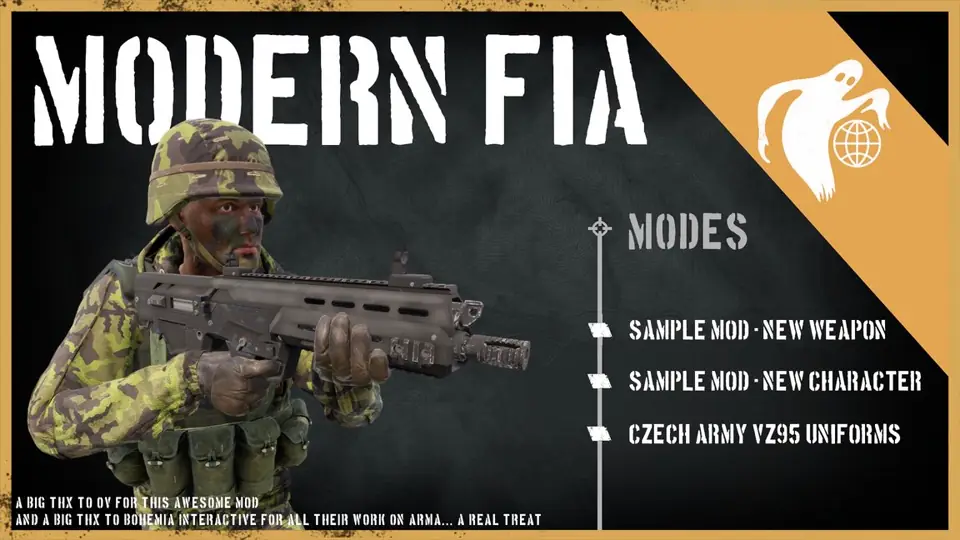 MODERN FIA
MODES
SAMPLE MOD - NEW WEAPON
SAMPLE MOD - NEW CHARACTER
CZECH ARMY VZ95 UNIFORMS
A BIG THX TO OY FOR THIS AWESOME MOD
AND A BIG THX TO BOHEMIA INTERACTIVE FOR ALL THEIR WORK ON ARMA... A REAL TREAT